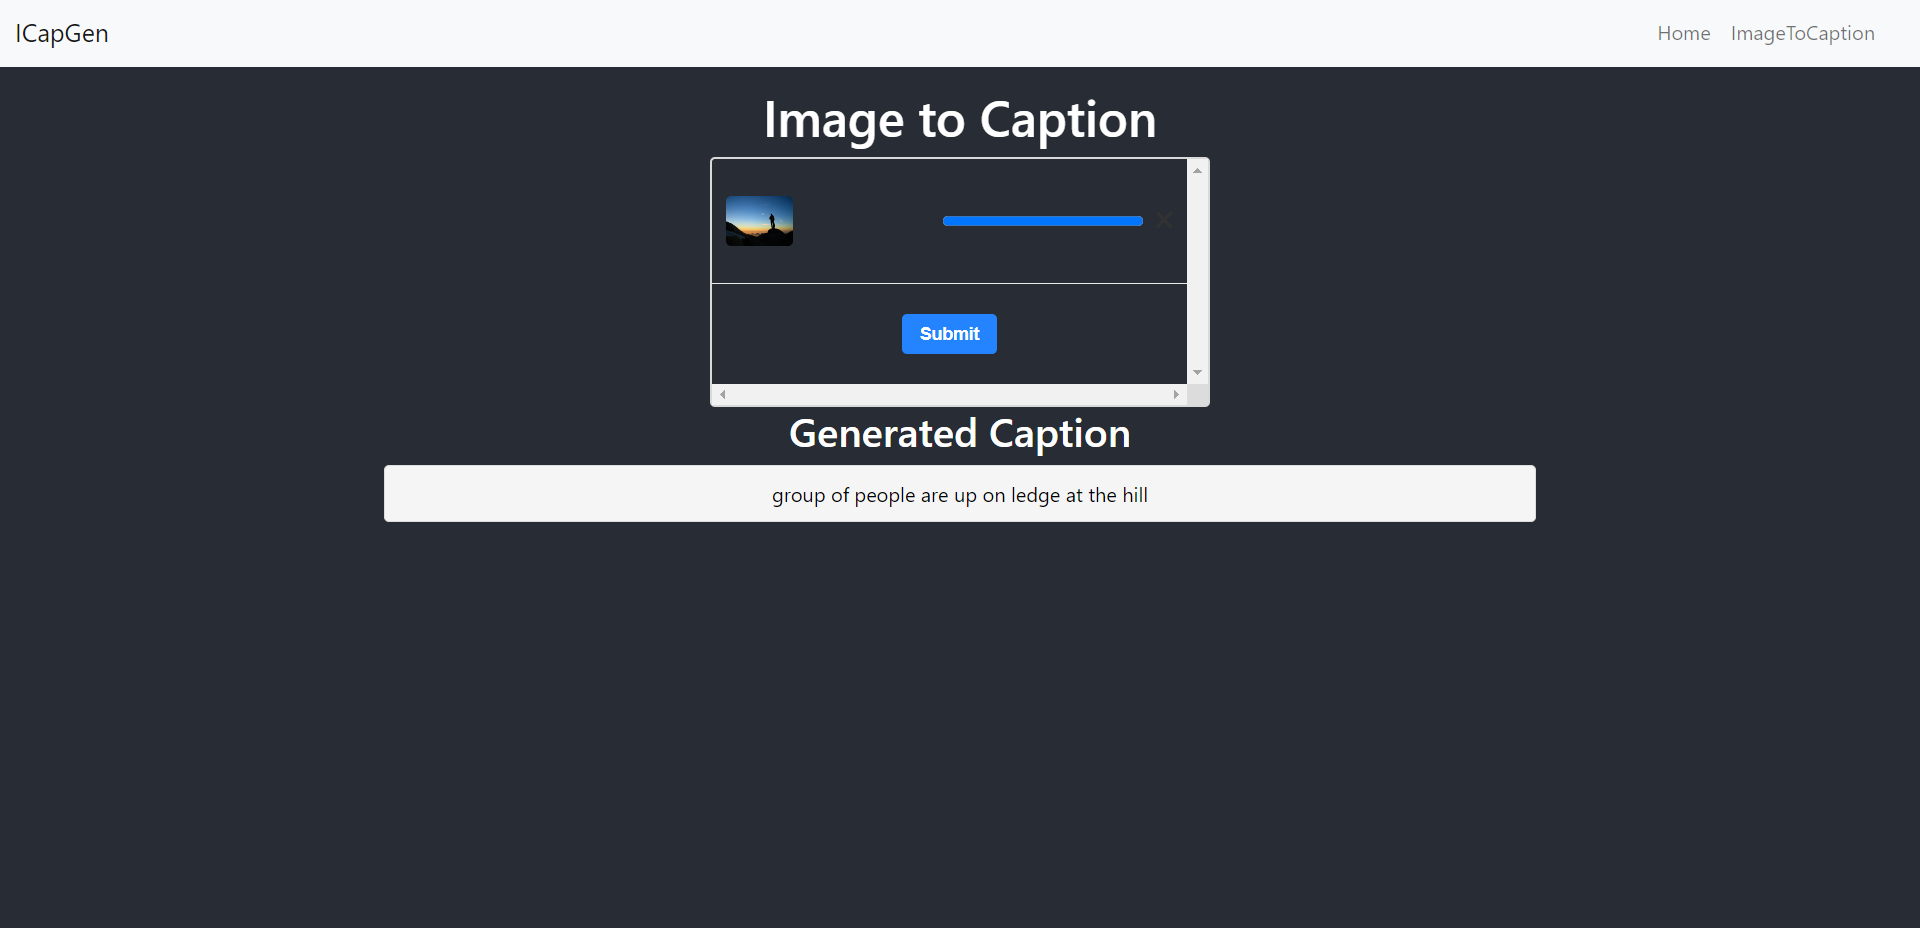 ICapGen
Home
ImageToCaption
Image to Caption
Submit
Generated Caption
group of people are up on ledge at the hill